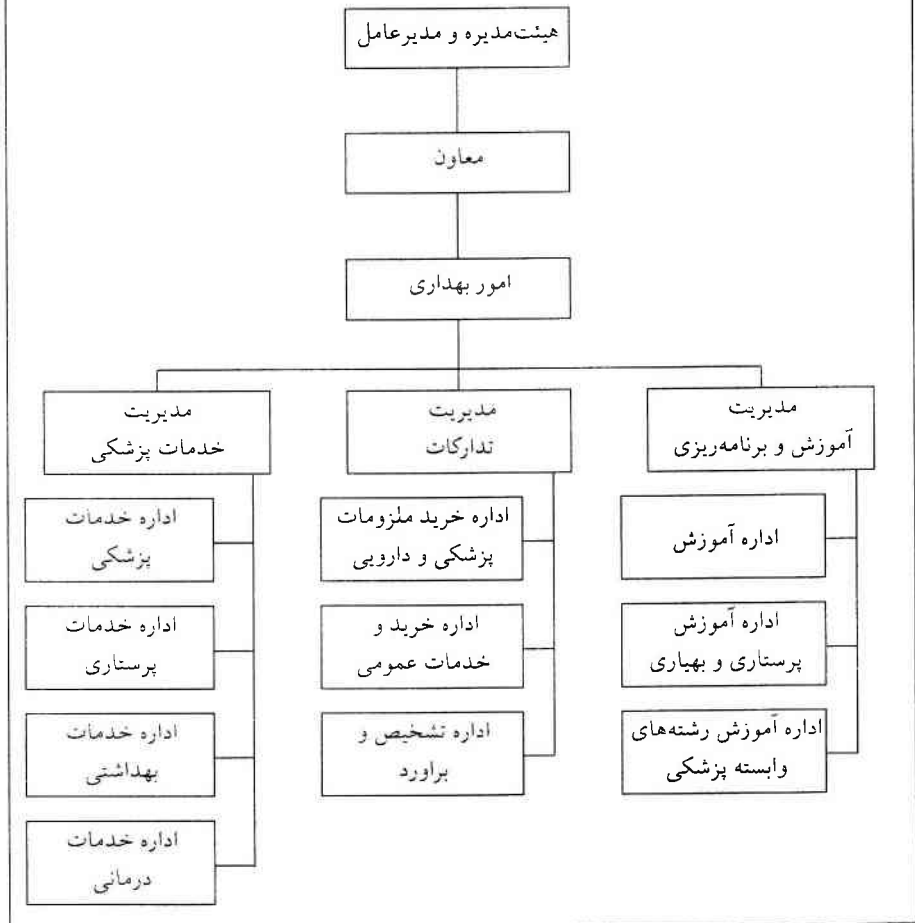 هیئت‌مدیره و مدیرعامل
معاون
امور بهداری
مدیریت
آموزش و برنامه‌ریزی
اداره آموزش
اداره آموزش
پرستاری و بهیاری
اداره آموزش رشته‌های
وابسته پزشکی
مدیریت
تدارکات
اداره خرید ملزومات
پزشکی و دارویی
اداره خرید و
خدمات عمومی
اداره تشخیص و
براورد
مدیریت
خدمات پزشکی
اداره خدمات
پزشکی
اداره خدمات
پرستاری
اداره خدمات
بهداشتی
اداره خدمات
درمانی